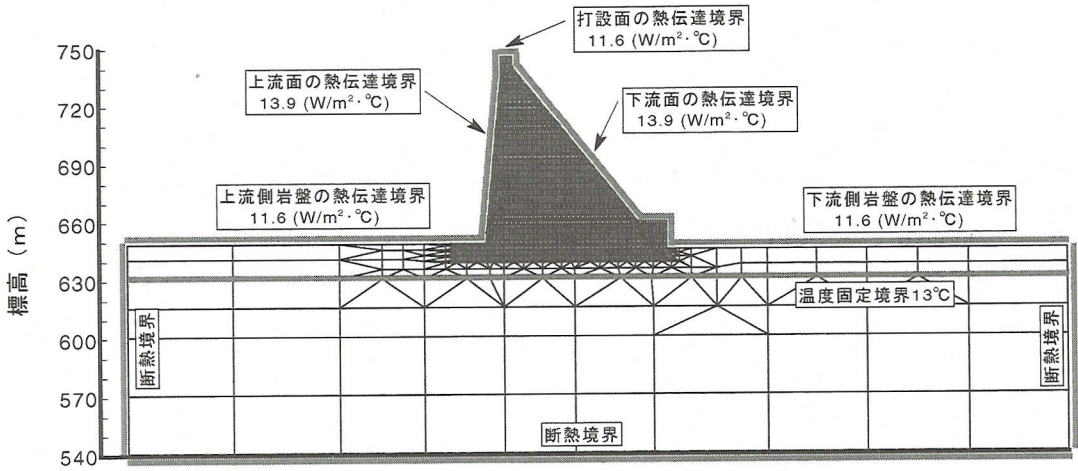 打設面の熱伝達境界
11.6 (W/m²·℃)
上流面の熱伝達境界
13.9 (W/m²·℃)
下流面の熱伝達境界
13.9 (W/m²·℃)
上流側岩盤の熱伝達境界
11.6 (W/m²·℃)
下流側岩盤の熱伝達境界
11.6 (W/m²·℃)
温度固定境界13℃
断熱境界
断熱境界
断熱境界
標高 (m)
750
720
690
660
630
600
570
540